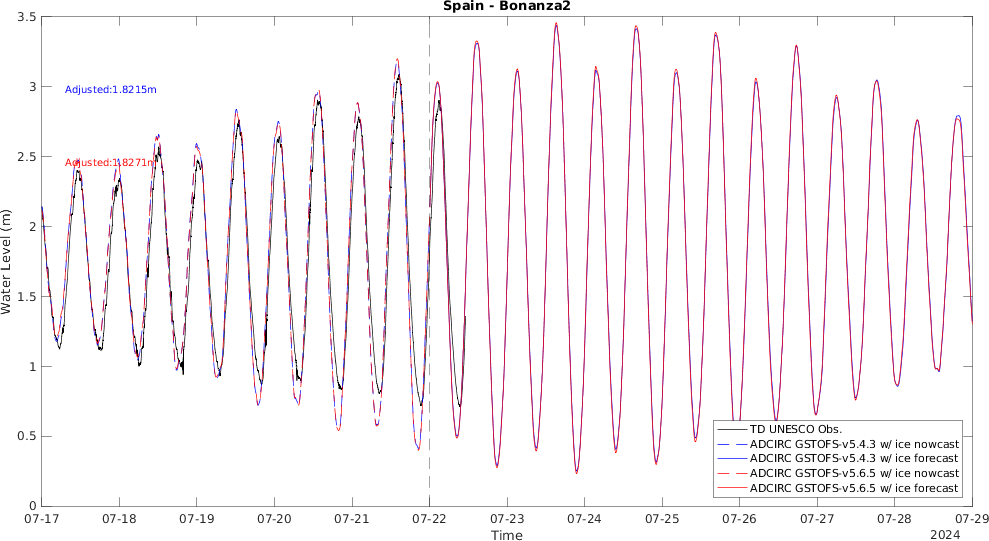 Spain - Bonanza2
3.5
3
2.5
2
1.5
1
0.5
0
Water Level (m)
Adjusted:1.8215m
Adjusted:1.8271m
TD UNESCO Obs.
ADCIRC GSTOFS-v5.4.3 w/ ice nowcast
ADCIRC GSTOFS-v5.4.3 w/ ice forecast
ADCIRC GSTOFS-v5.6.5 w/ ice nowcast
ADCIRC GSTOFS-v5.6.5 w/ ice forecast
07-17 07-18 07-19 07-20 07-21 07-22 07-23 07-24 07-25 07-26 07-27 07-28 07-29
Time
2024